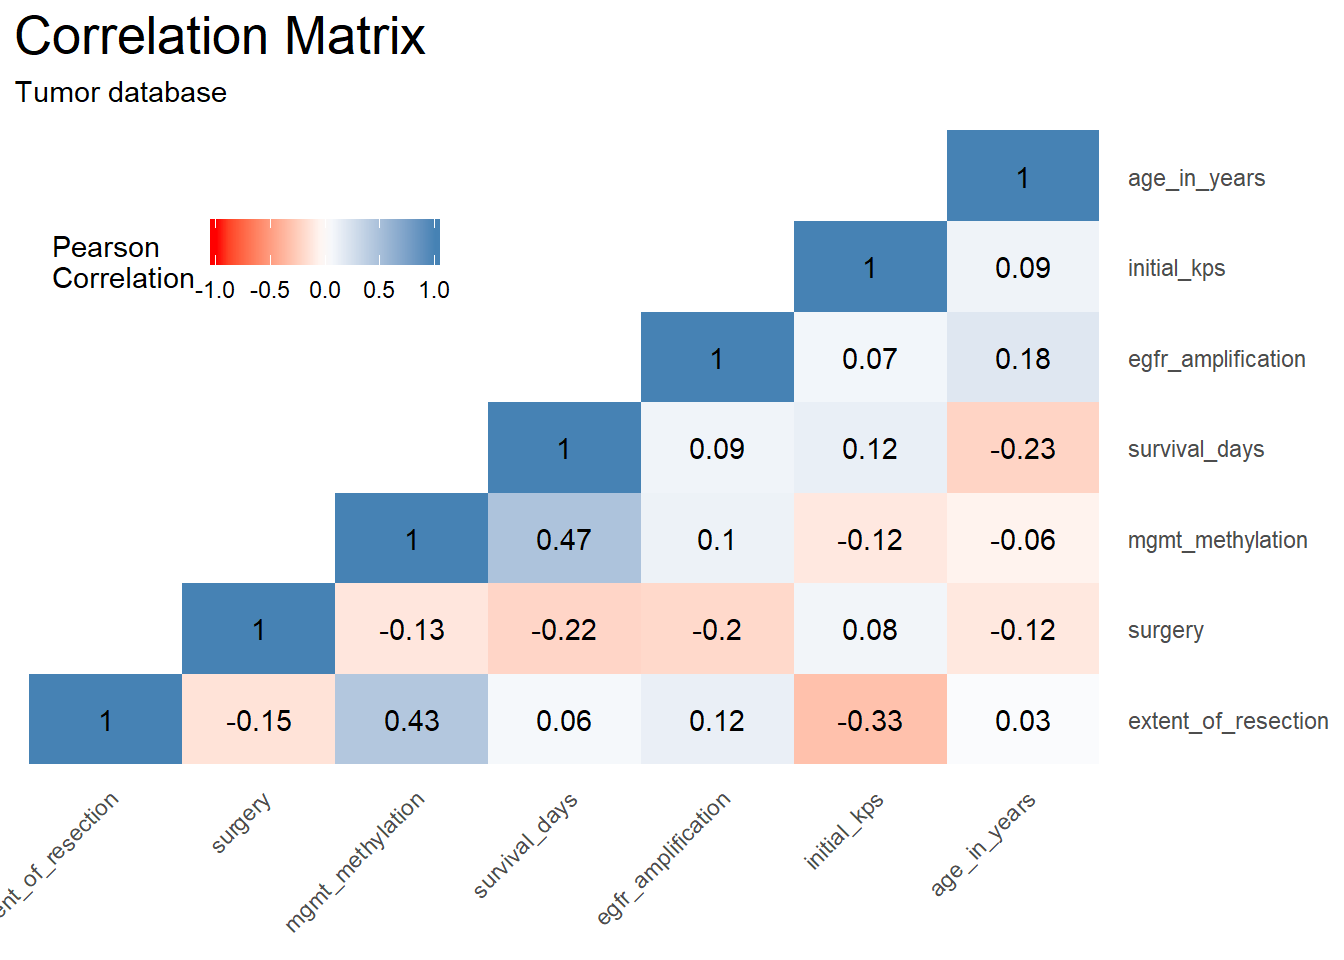 Correlation Matrix
Tumor database
Pearson
Correlation
-1.0 -0.5 0.0 0.5 1.0
1 age_in_years
1 0.09 initial_kps
1 0.07 0.18 egfr_amplification
1 0.09 0.12 -0.23 survival_days
1 0.47 0.1 -0.12 -0.06 mgmt_methylation
1 -0.13 -0.22 -0.2 0.08 -0.12 surgery
1 -0.15 0.43 0.06 0.12 -0.33 0.03 extent_of_resection
ent_of_resection
surgery
mgmt_methylation
survival_days
egfr_amplification
initial_kps
age_in_years